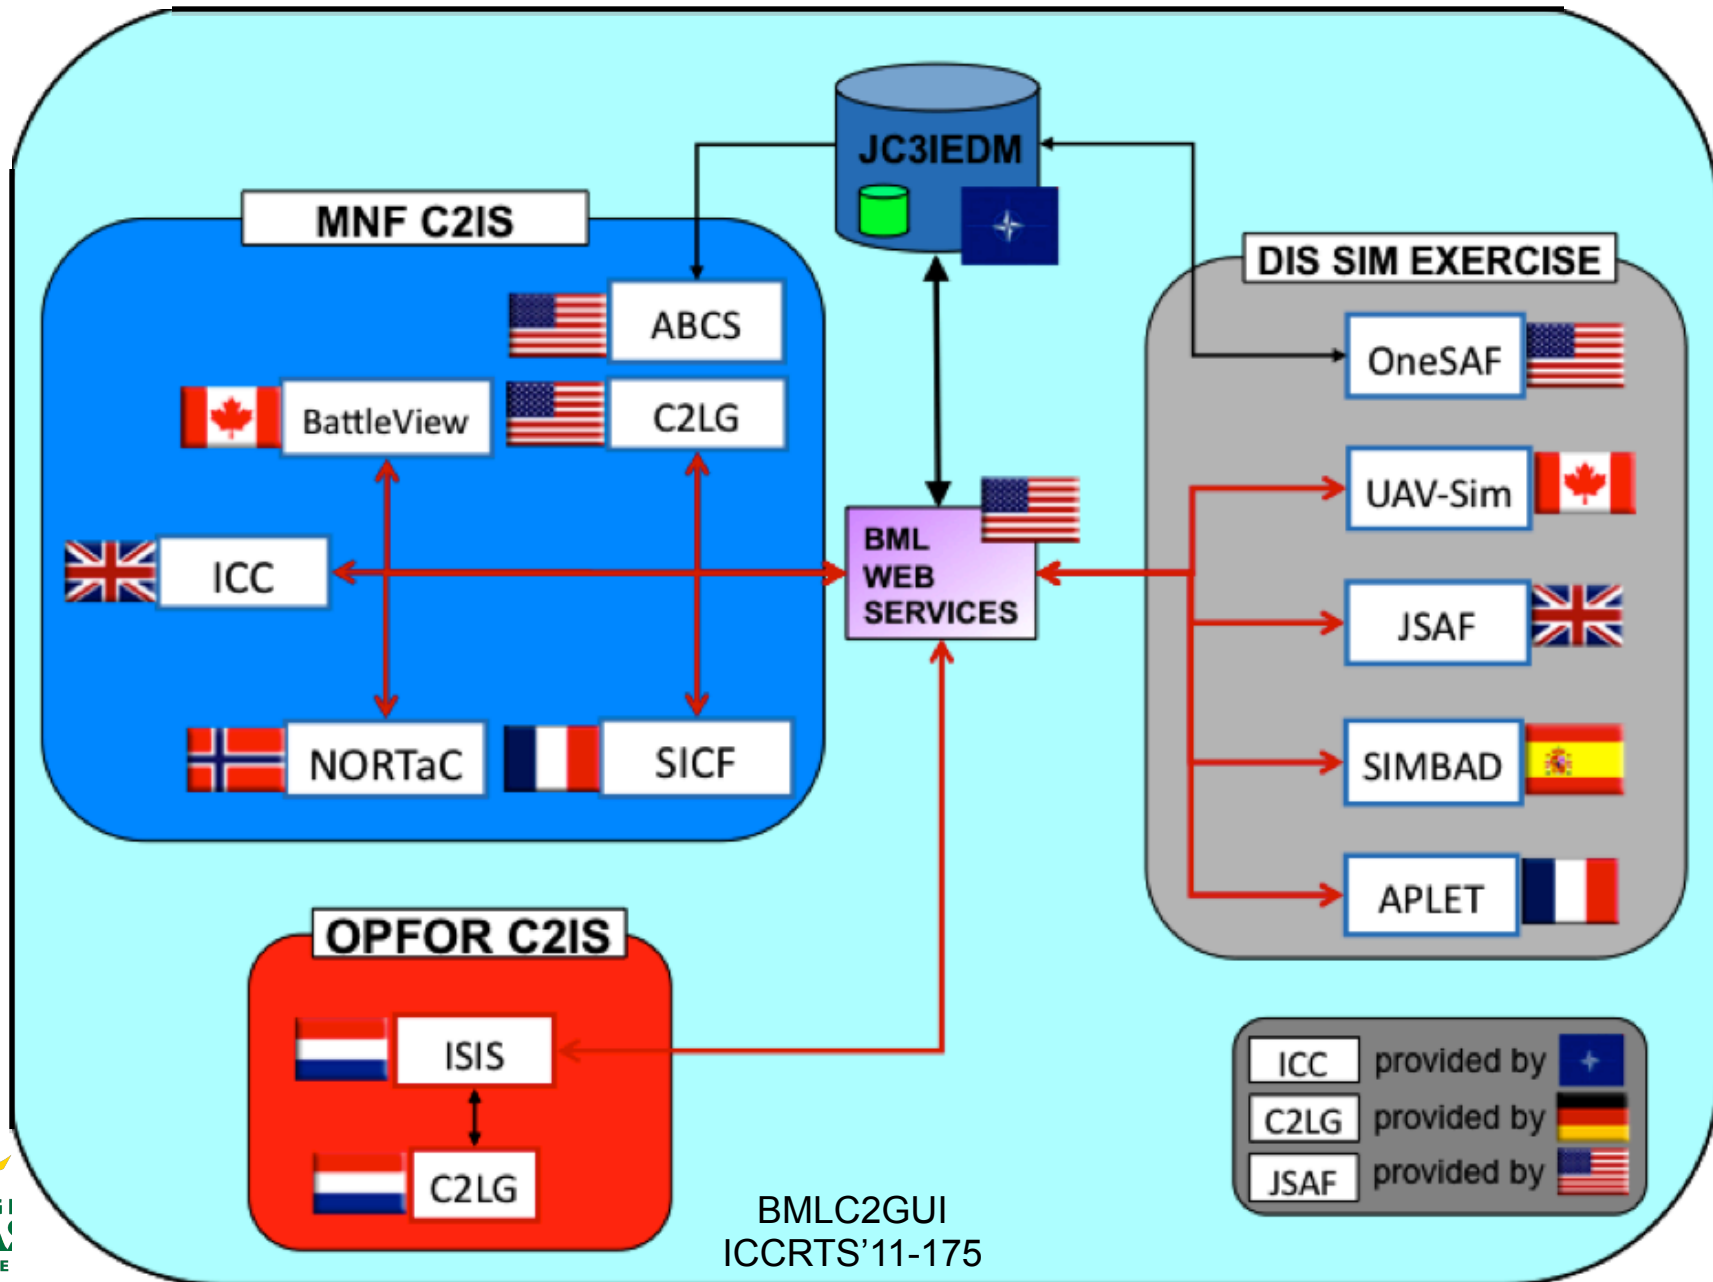 JC3IEDM
MNF C2IS
DIS SIM EXERCISE
ABCS
OneSAF
BattleView
C2LG
UAV-Sim
BML
WEB
SERVICES
ICC
JSAF
NORTaC
SICF
SIMBAD
APLET
OPFOR C2IS
ISIS
C2LG
ICC provided by
C2LG provided by
JSAF provided by
BMLC2GUI
ICCRTS’11-175